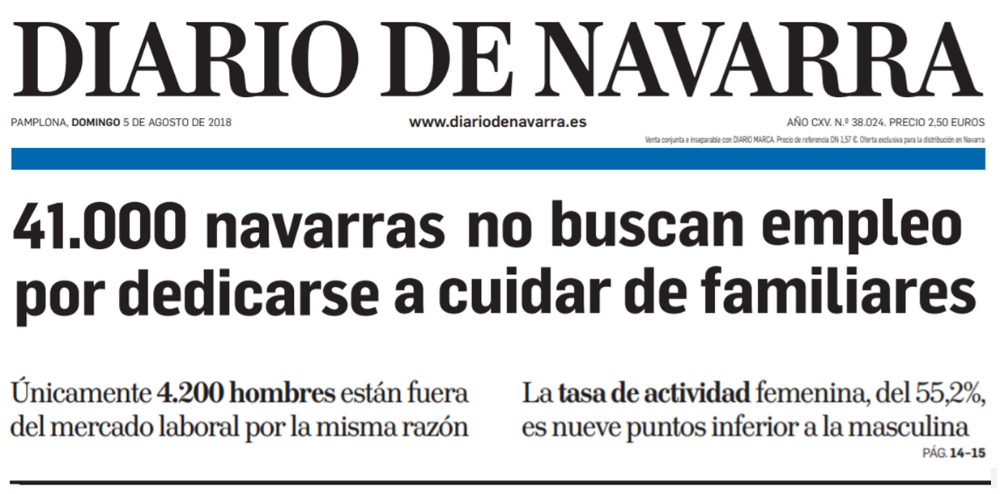 DIARIO DE NAVARRA
PAMPLONA, DOMINGO 5 DE AGOSTO DE 2018
www.diariodenavarra.es
AÑO CXV. N.º 38.024. PRECIO 2,50 EUROS
Venta conjunta e inseparable con DIARIO MARCA. Precio de referencia DN 1,57 €. Oferta exclusiva para la distribución en Navarra
41.000 navarras no buscan empleo
por dedicarse a cuidar de familiares
Únicamente 4.200 hombres están fuera
del mercado laboral por la misma razón
La tasa de actividad femenina, del 55,2%,
es nueve puntos inferior a la masculina
PÁG. 14-15